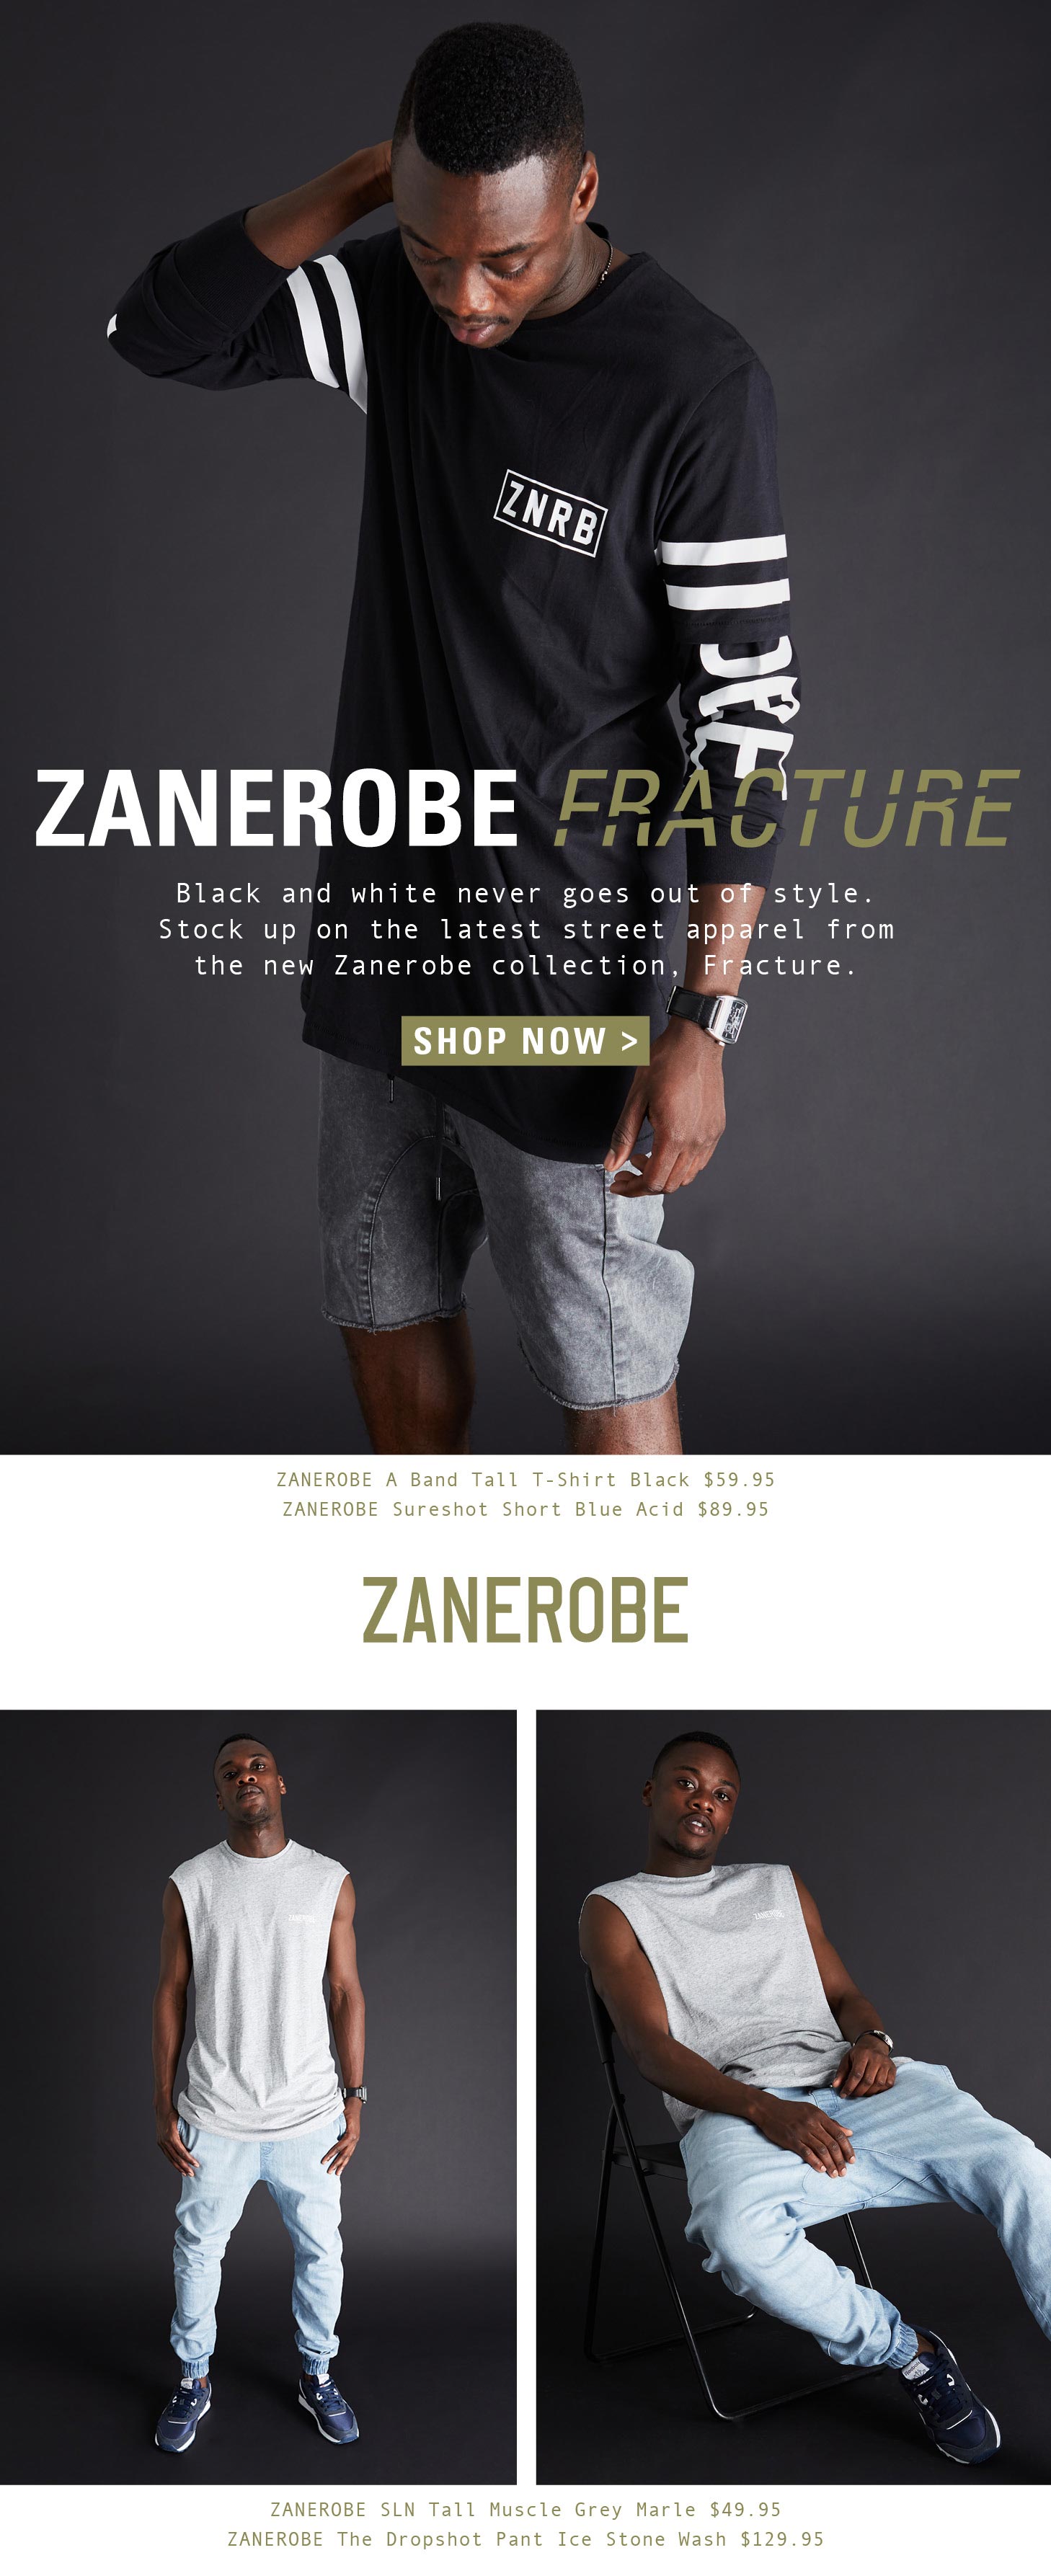 ZNRB
ZANEROBE FRACTURE
Black and white never goes out of style.
Stock up on the latest street apparel from
the new Zanerobe collection, Fracture.
SHOP NOW >
ZANEROBE A Band Tall T-Shirt Black $59.95
ZANEROBE Sureshot Short Blue Acid $89.95
ZANEROBE
ZANEROBE
ZANEROBE
ZANEROBE SLN Tall Muscle Grey Marle $49.95
ZANEROBE The Dropshot Pant Ice Stone Wash $129.95